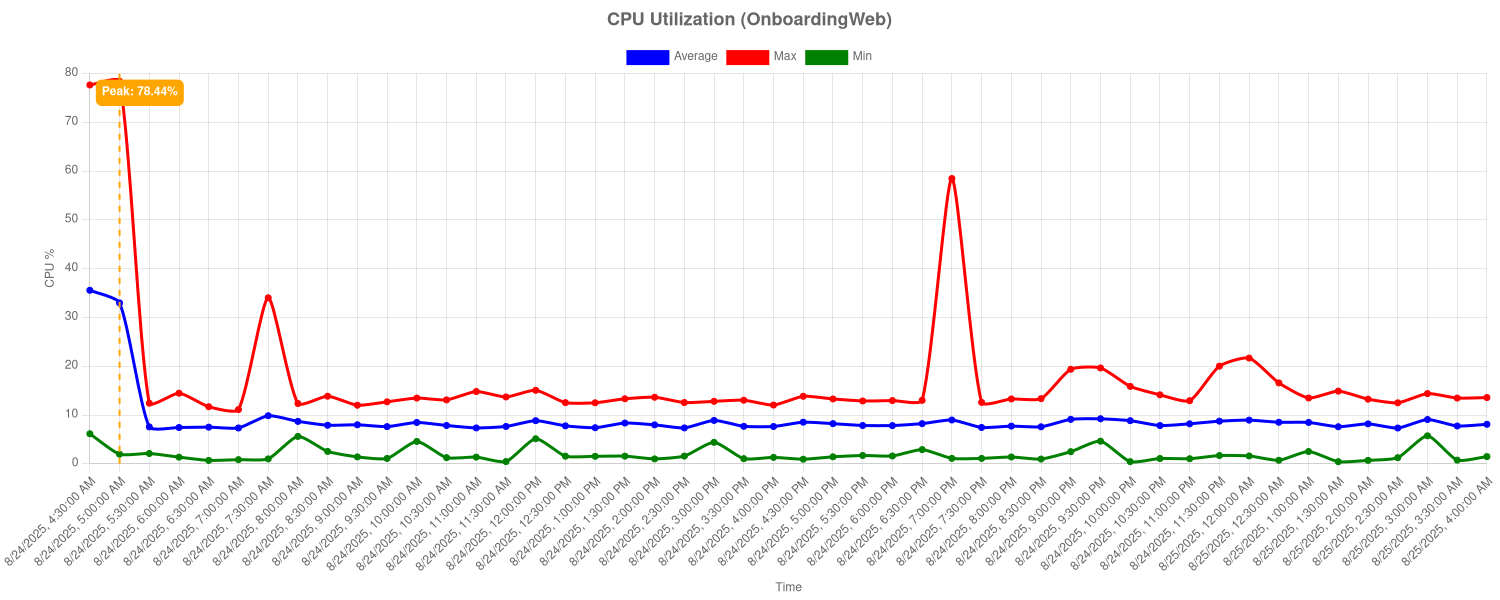 CPU Utilization (OnboardingWeb)
Average Max Min
80
Peak: 78.44%
70
60
50
40
30
20
10
0
CPU %
8/24/2025, 4:30:00 AM
8/24/2025, 5:00:00 AM
8/24/2025, 5:30:00 AM
8/24/2025, 6:00:00 AM
8/24/2025, 6:30:00 AM
8/24/2025, 7:00:00 AM
8/24/2025, 7:30:00 AM
8/24/2025, 8:00:00 AM
8/24/2025, 8:30:00 AM
8/24/2025, 9:00:00 AM
8/24/2025, 9:30:00 AM
8/24/2025, 10:00:00 AM
8/24/2025, 10:30:00 AM
8/24/2025, 11:00:00 AM
8/24/2025, 11:30:00 AM
8/24/2025, 12:00:00 PM
8/24/2025, 12:30:00 PM
8/24/2025, 1:00:00 PM
8/24/2025, 1:30:00 PM
8/24/2025, 2:00:00 PM
8/24/2025, 2:30:00 PM
8/24/2025, 3:00:00 PM
8/24/2025, 3:30:00 PM
8/24/2025, 4:00:00 PM
8/24/2025, 4:30:00 PM
8/24/2025, 5:00:00 PM
8/24/2025, 5:30:00 PM
8/24/2025, 6:00:00 PM
8/24/2025, 6:30:00 PM
8/24/2025, 7:00:00 PM
8/24/2025, 7:30:00 PM
8/24/2025, 8:00:00 PM
8/24/2025, 8:30:00 PM
8/24/2025, 9:00:00 PM
8/24/2025, 9:30:00 PM
8/24/2025, 10:00:00 PM
8/24/2025, 10:30:00 PM
8/24/2025, 11:00:00 PM
8/24/2025, 11:30:00 PM
8/25/2025, 12:00:00 AM
8/25/2025, 12:30:00 AM
8/25/2025, 1:00:00 AM
8/25/2025, 1:30:00 AM
8/25/2025, 2:00:00 AM
8/25/2025, 2:30:00 AM
8/25/2025, 3:00:00 AM
8/25/2025, 3:30:00 AM
8/25/2025, 4:00:00 AM
Time